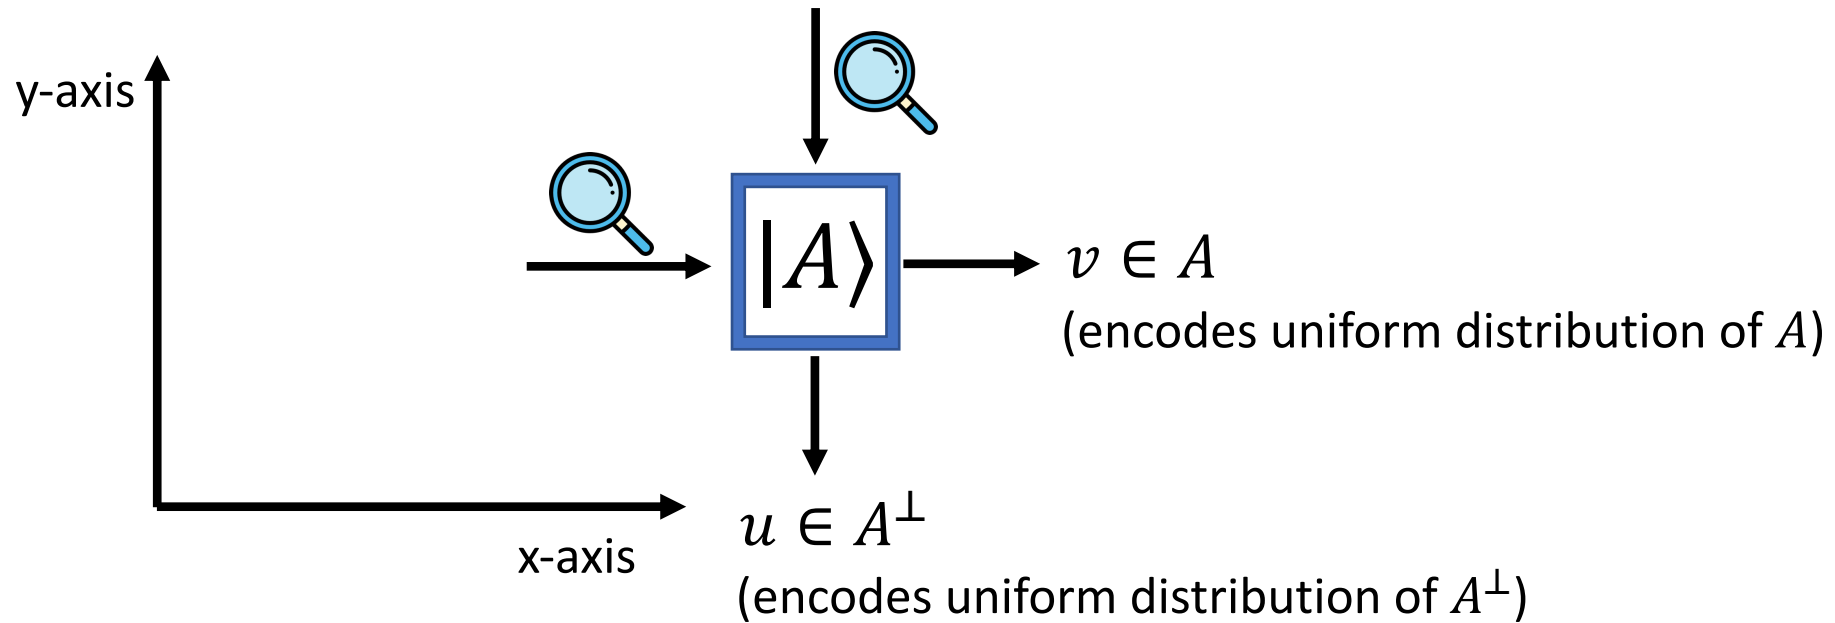 y-axis
|A⟩
v ∈ A
(encodes uniform distribution of A)
x-axis
u ∈ A⊥
(encodes uniform distribution of A⊥)